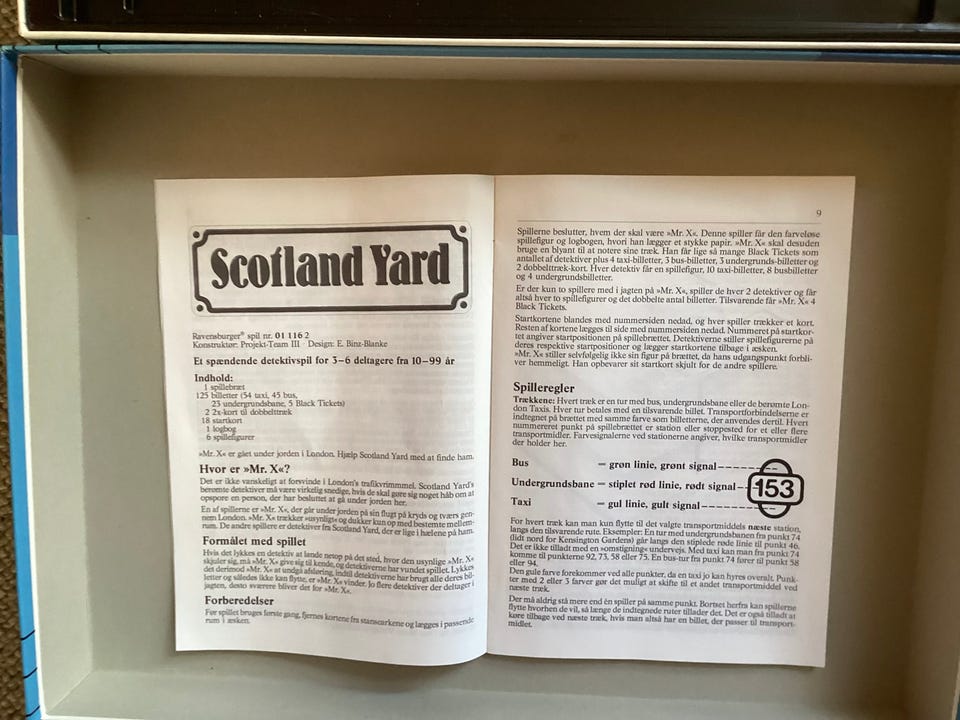 Scotland Yard
Ravensburger® spil nr. 01 116 2
Konstruktør: Projekt-Team III · Design: E. Binz-Blanke
Et spændende detektivspil for 3–6 deltagere fra 10–99 år
Indhold:
1 spillebræt
125 billetter (54 taxi, 45 bus,
23 undergrundsbane, 5 Black Tickets)
2 2x-kort til dobbelttræk
18 startkort
1 logbog
6 spillefigurer
»Mr. X« er gået under jorden i London. Hjælp Scotland Yard med at finde ham.
Hvor er »Mr. X«?
Det er ikke vanskeligt at forsvinde i London's trafikvrimmel. Scotland Yard's
berømte detektiver må være virkelig snedige, hvis de skal gøre sig noget håb om at
opspore en person, der har besluttet at gå under jorden her.
En af spillerne er »Mr. X«, der går under jorden på sin flugt på kryds og tværs gen-
nem London. »Mr. X« trækker »usynligt« og dukker kun op med bestemte mellem-
rum. De andre spillere er detektiver fra Scotland Yard, der er lige i hælene på ham.
Formålet med spillet
Hvis det lykkes en detektiv at lande netop på det sted, hvor den usynlige »Mr. X«
skjuler sig, må »Mr. X« give sig til kende, og detektiverne har vundet spillet. Lykkes
det derimod »Mr. X« at undgå afsløring, indtil detektiverne har brugt alle deres bil-
letter og således ikke kan flytte, er »Mr. X« vinder. Jo flere detektiver der deltager i
jagten, desto sværere bliver det for »Mr. X«.
Forberedelser
Før spillet bruges første gang, fjernes kortene fra stanseark­ene og lægges i passende
rum i æsken.
9
Spillerne beslutter, hvem der skal være »Mr. X«. Denne spiller får den farveløse
spillefigur og logbogen, hvori han lægger et stykke papir. »Mr. X« skal desuden
bruge en blyant til at notere sine træk. Han får lige så mange Black Tickets som
antallet af detektiver plus 4 taxi-billetter, 3 bus-billetter, 3 undergrunds-billetter og
2 dobbelttræk-kort. Hver detektiv får en spillefigur, 10 taxi-billetter, 8 busbilletter
og 4 undergrundsbilletter.
Er der kun to spillere med i jagten på »Mr. X«, spiller de hver 2 detektiver og får
altså hver to spillefigurer og det dobbelte antal billetter. Tilsvarende får »Mr. X« 4
Black Tickets.
Startkortene blandes med nummersiden nedad, og hver spiller trækker et kort.
Resten af kortene lægges til side med nummersiden nedad. Nummeret på startkor-
tet angiver startpositionen på spillebrættet. Detektiverne stiller spillefigurerne på
deres respektive startpositioner og lægger startkortene tilbage i æsken.
»Mr. X« stiller selvfølgelig ikke sin figur på brættet, da hans udgangspunkt forbli-
ver hemmeligt. Han opbevarer sit startkort skjult for de andre spillere.
Spilleregler
Trækkene: Hvert træk er en tur med bus, undergrundsbane eller de berømte Lon-
don Taxis. Hver tur betales med en tilsvarende billet. Transportforbindelserne er
indtegnet på brættet med samme farve som billetterne, der anvendes dertil. Hvert
nummereret punkt på spillebrættet er station eller stoppested for et eller flere
transportmidler. Farvesignalerne ved stationerne angiver, hvilke transportmidler
der holder her.
Bus – grøn linie, grønt signal
Undergrundsbane – stiplet rød linie, rødt signal
153
Taxi – gul linie, gult signal
For hvert træk kan man kun flytte til det valgte transportmiddels næste station,
langs den tilsvarende rute. Eksempler: En tur med undergrundsbanen fra punkt 74
(lidt nord for Kensington Gardens) går langs den stiplede røde linie til punkt 46.
Det er ikke tilladt med en »omstigning« undervejs. Med taxi kan man fra punkt 74
komme til punkterne 92, 73, 58 eller 75. En bus-tur fra punkt 74 fører til punkt 58
eller 94.
Den gule farve forekommer ved alle punkter, da en taxi jo kan hyres overalt. Punk-
ter med 2 eller 3 farver gør det muligt at skifte til et andet transportmiddel ved
næste træk.
Der må aldrig stå mere end én spiller på samme punkt. Bortset herfra kan spillerne
flytte hvorhen de vil, så længe de indtegnede ruter tillader det. Det er også tilladt at
køre tilbage ved næste træk, hvis man altså har en billet, der passer til transport-
midlet.